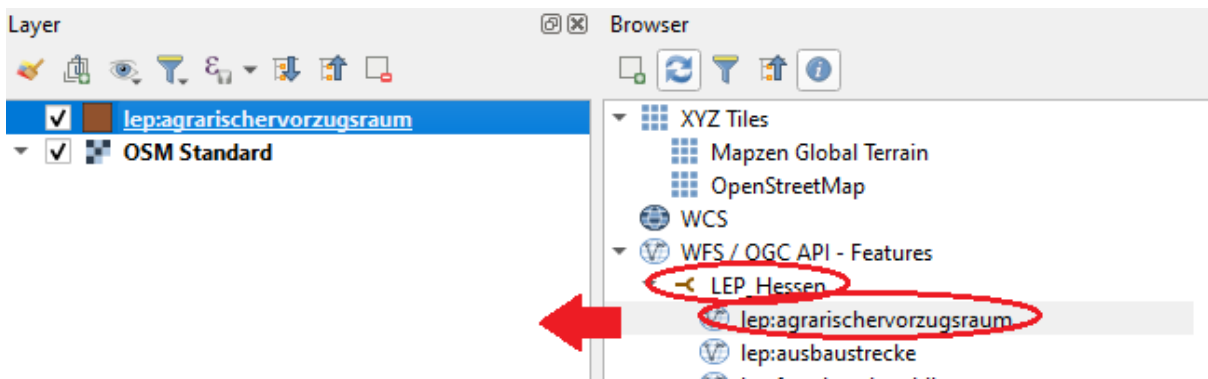 Layer
lep:agrarischervorzugsraum
OSM Standard
Browser
XYZ Tiles
Mapzen Global Terrain
OpenStreetMap
WCS
WFS / OGC API - Features
LEP_Hessen
lep:agrarischervorzugsraum
lep:ausbaustrecke